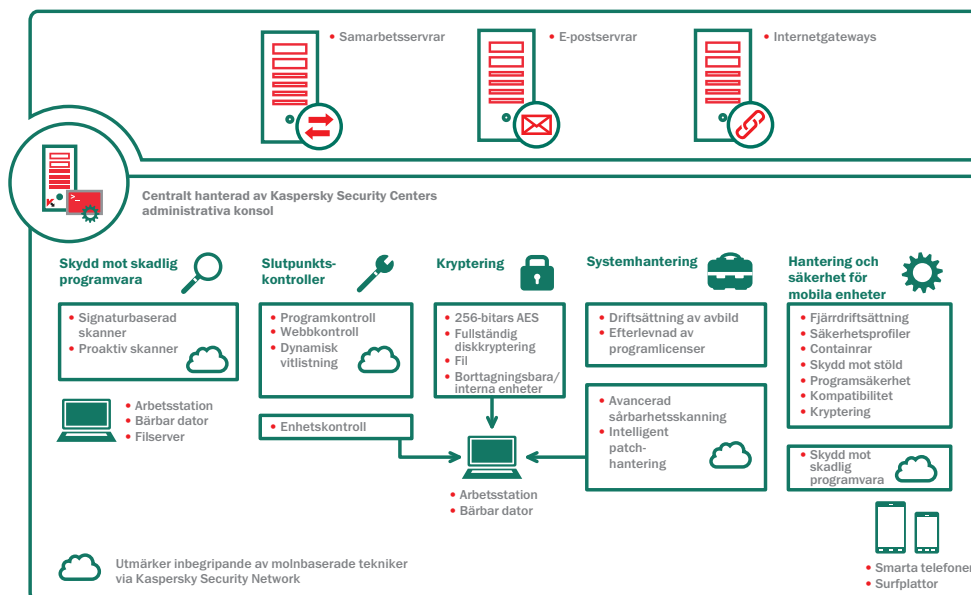 • Samarbetsservrar
• E-postservrar
• Internetgateways
Centralt hanterad av Kaspersky Security Centers
administrativa konsol
Skydd mot skadlig
programvara
• Signaturbaserad
skanner
• Proaktiv skanner
• Arbetsstation
• Bärbar dator
• Filserver
Slutpunkts-
kontroller
• Programkontroll
• Webbkontroll
• Dynamisk
vitlistning
• Enhetskontroll
Kryptering
• 256-bitars AES
• Fullständig
diskkryptering
• Fil
• Borttagningsbara/
interna enheter
• Arbetsstation
• Bärbar dator
Systemhantering
• Driftsättning av avbild
• Efterlevnad av
programlicenser
• Avancerad
sårbarhetsskanning
• Intelligent
patch-
hantering
Hantering och
säkerhet för
mobila enheter
• Fjärrdriftsättning
• Säkerhetsprofiler
• Containrar
• Skydd mot stöld
• Programsäkerhet
• Kompatibilitet
• Kryptering
• Skydd mot
skadlig
programvara
• Smarta telefoner
• Surfplattor
Utmärker inbegripande av molnbaserade tekniker
via Kaspersky Security Network